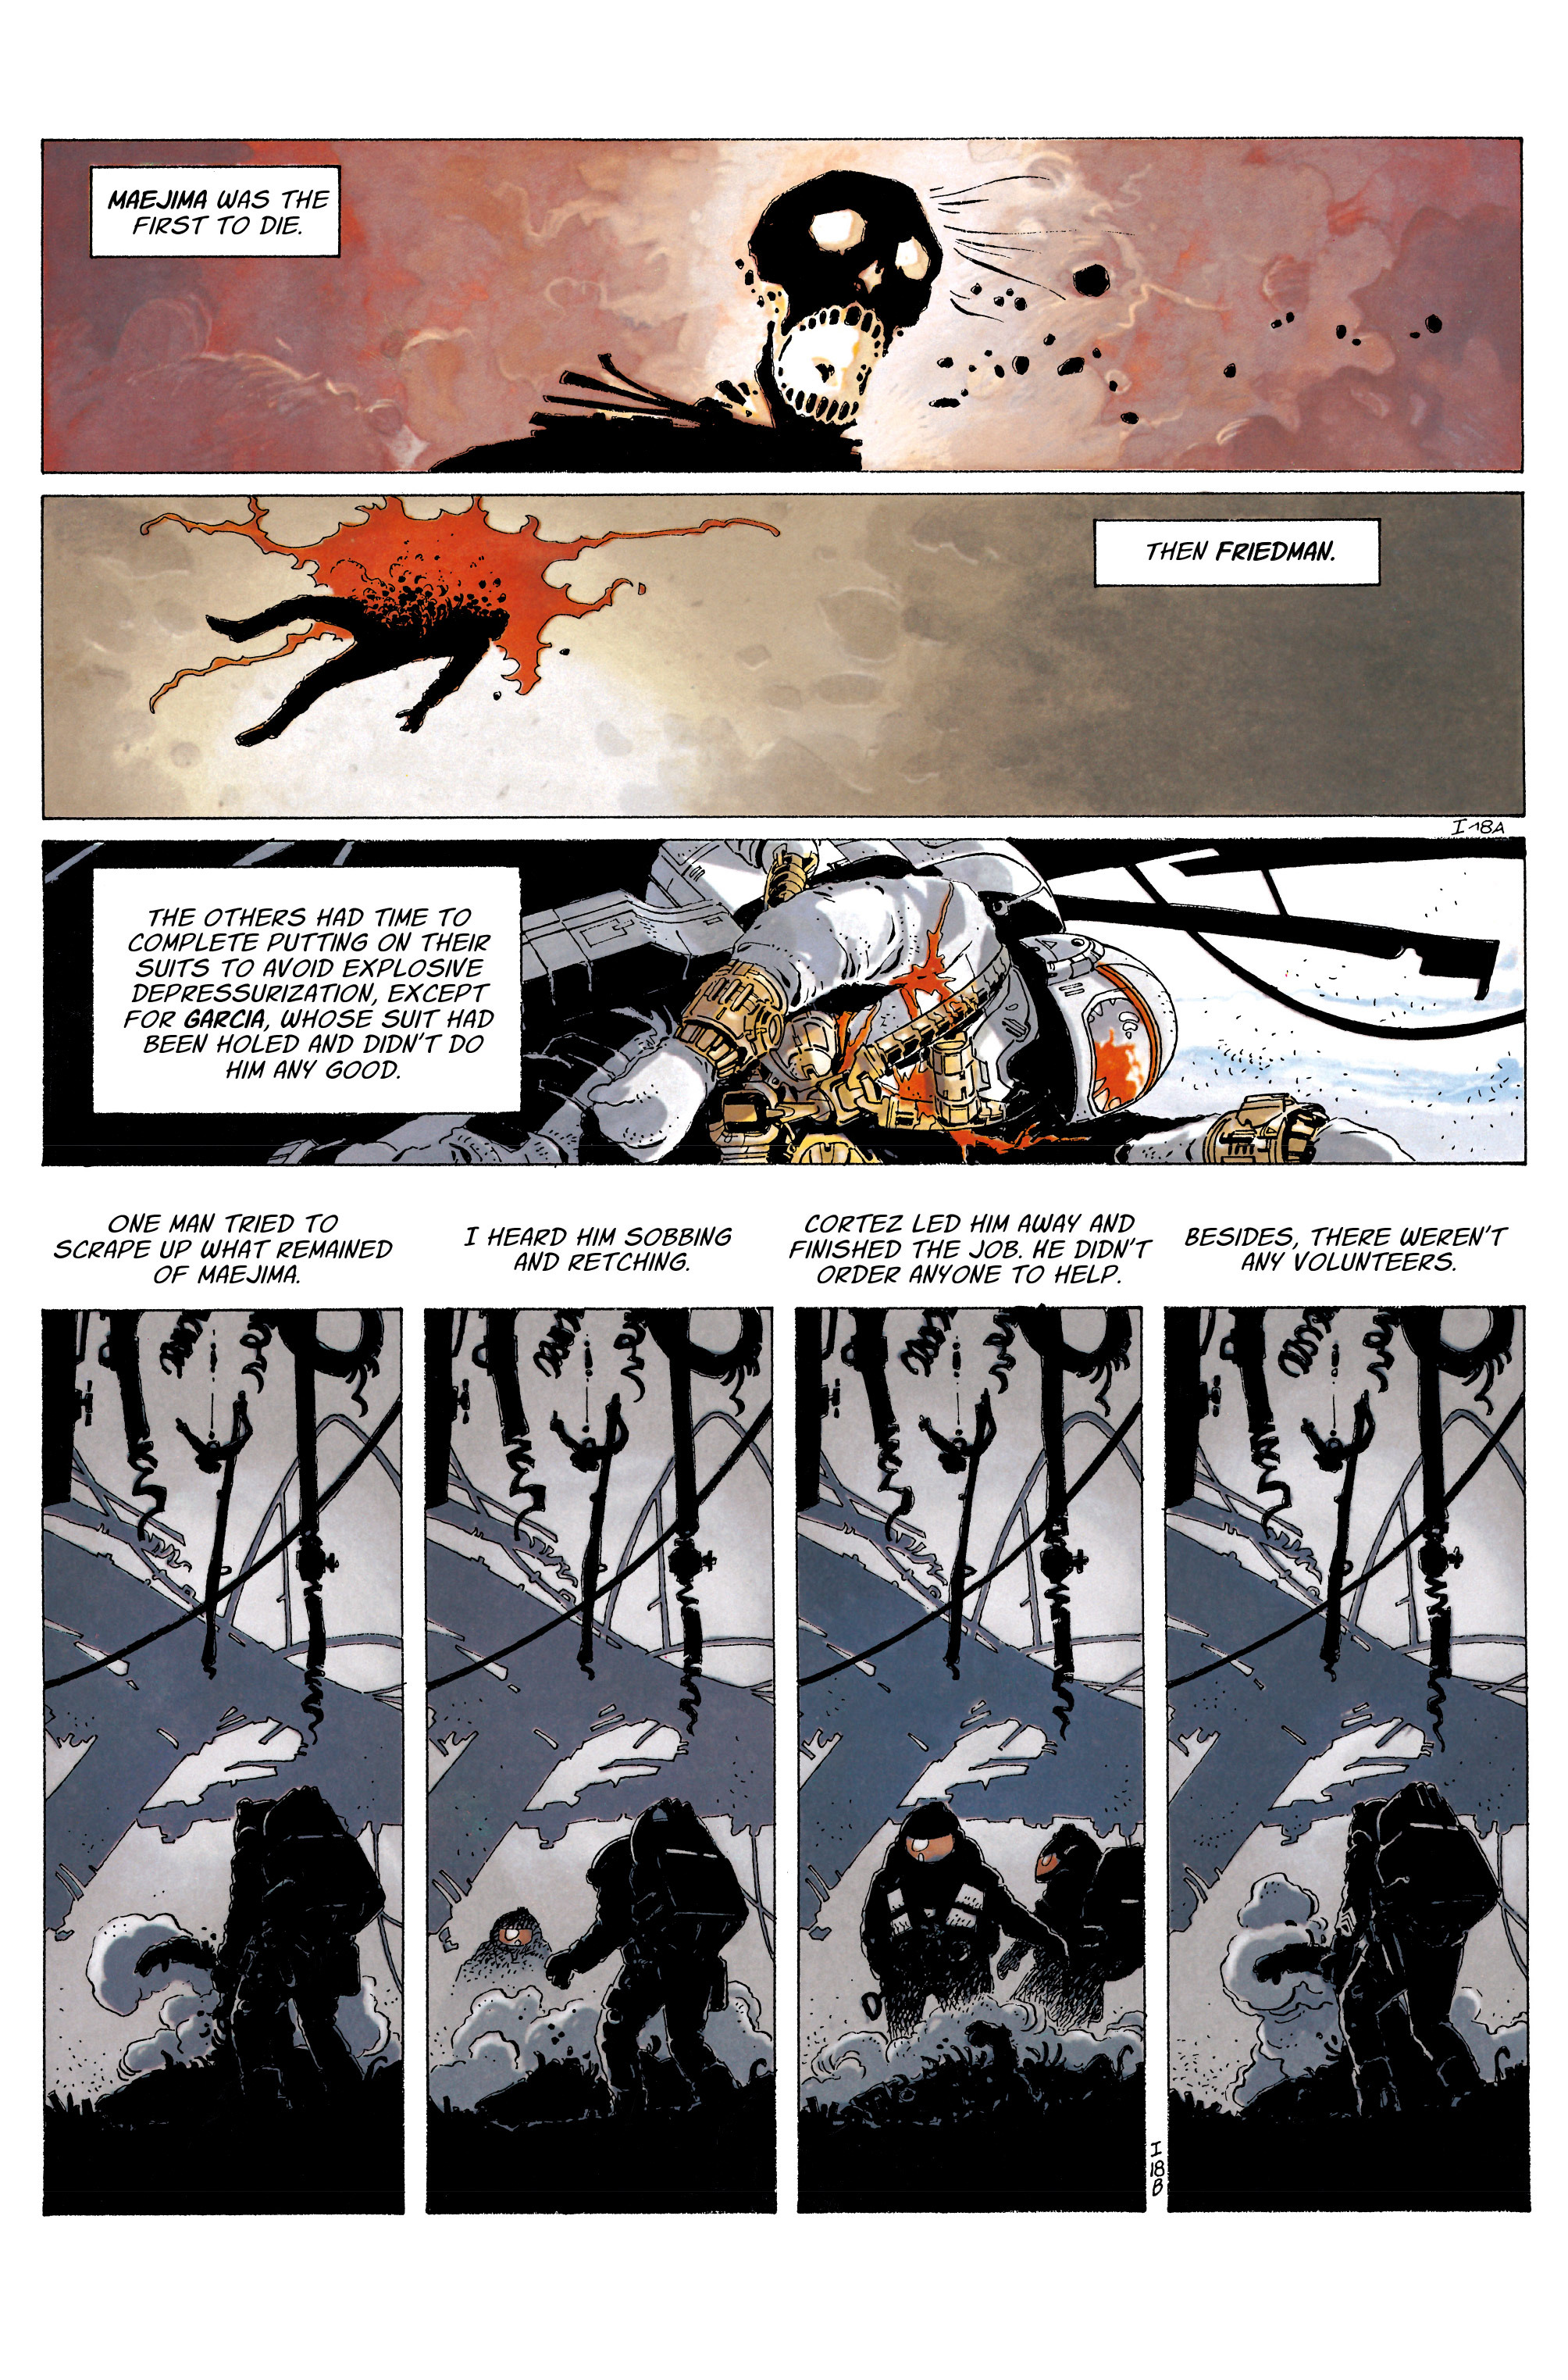 MAEJIMA WAS THE
FIRST TO DIE.
THEN FRIEDMAN.
I-18A
THE OTHERS HAD TIME TO
COMPLETE PUTTING ON THEIR
SUITS TO AVOID EXPLOSIVE
DEPRESSURIZATION, EXCEPT
FOR GARCIA, WHOSE SUIT HAD
BEEN HOLED AND DIDN'T DO
HIM ANY GOOD.
ONE MAN TRIED TO
SCRAPE UP WHAT REMAINED
OF MAEJIMA.
I HEARD HIM SOBBING
AND RETCHING.
CORTEZ LED HIM AWAY AND
FINISHED THE JOB. HE DIDN'T
ORDER ANYONE TO HELP.
BESIDES, THERE WEREN'T
ANY VOLUNTEERS.
I
18
B